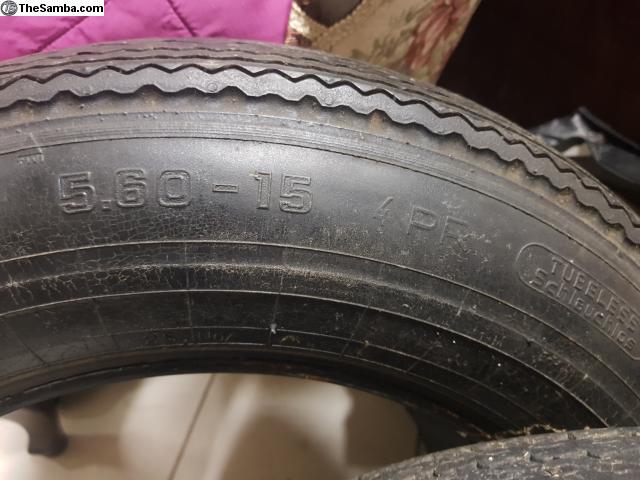 TheSamba.com
5.60-15 4 PR
TUBELESS
Schlauchlos